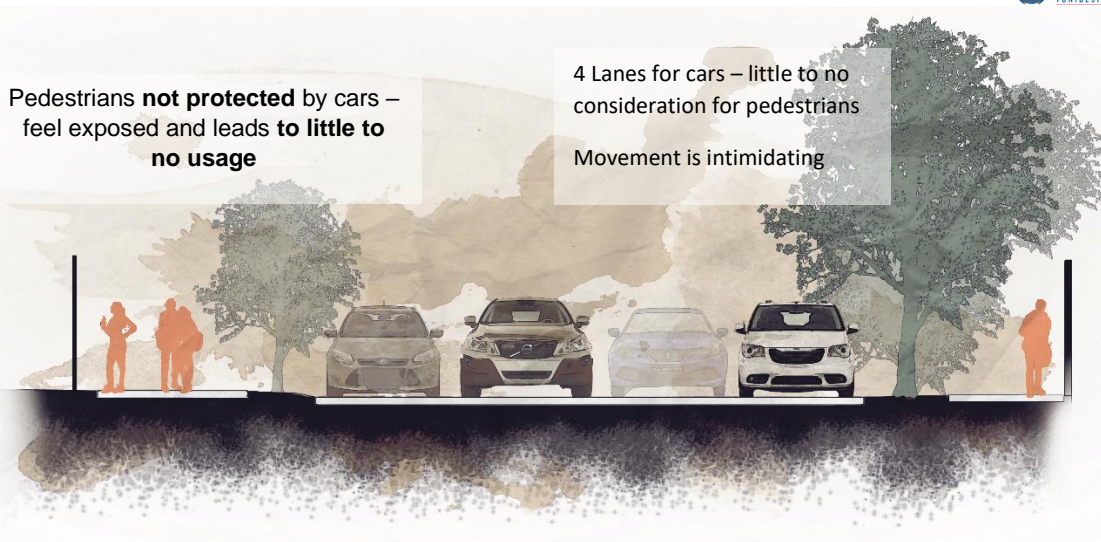 Pedestrians not protected by cars –
feel exposed and leads to little to
no usage
4 Lanes for cars – little to no
consideration for pedestrians
Movement is intimidating